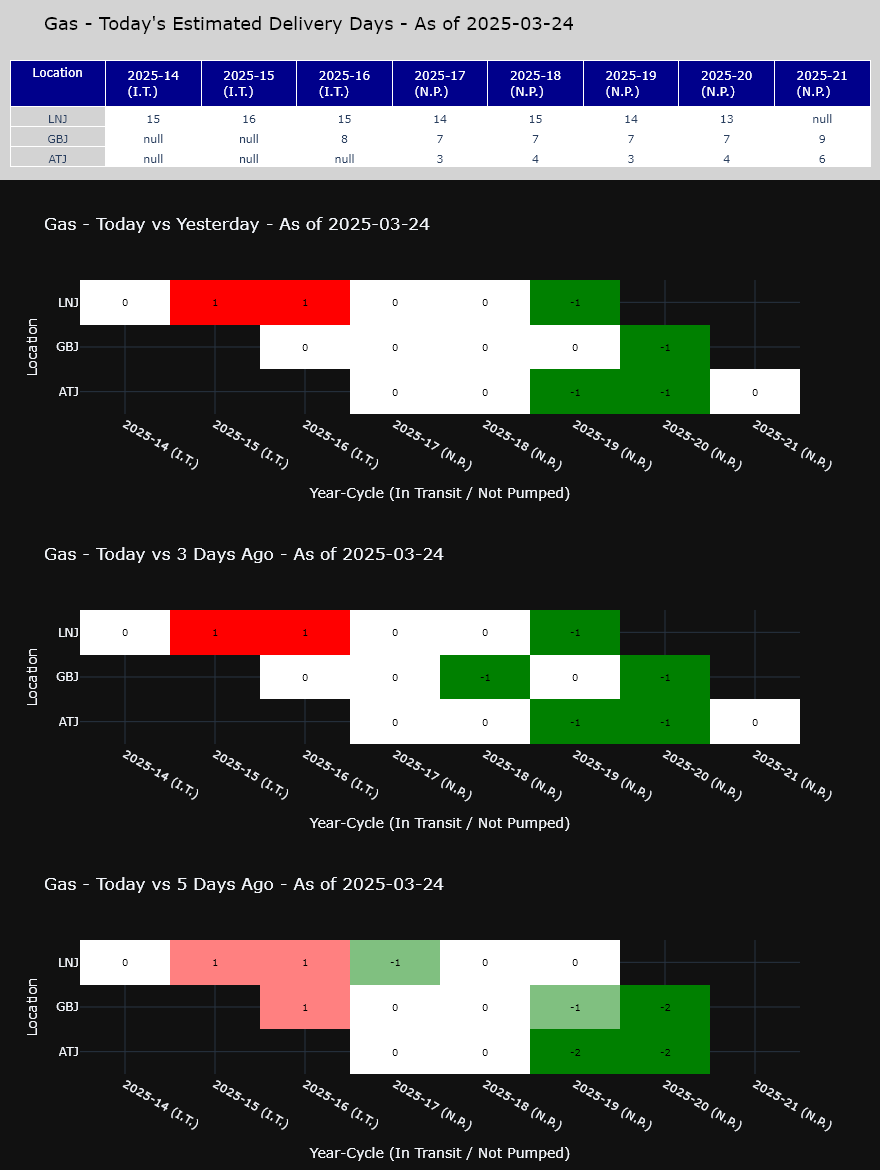 Gas - Today's Estimated Delivery Days - As of 2025-03-24
Location 2025-14 (I.T.) 2025-15 (I.T.) 2025-16 (I.T.) 2025-17 (N.P.) 2025-18 (N.P.) 2025-19 (N.P.) 2025-20 (N.P.) 2025-21 (N.P.)
LNJ 15 16 15 14 15 14 13 null
GBJ null null 8 7 7 7 7 9
ATJ null null null 3 4 3 4 6
Gas - Today vs Yesterday - As of 2025-03-24
Location
LNJ 0 1 1 0 0 -1
GBJ 0 0 0 0 -1
ATJ 0 0 -1 -1 0
2025-14 (I.T.) 2025-15 (I.T.) 2025-16 (I.T.) 2025-17 (N.P.) 2025-18 (N.P.) 2025-19 (N.P.) 2025-20 (N.P.) 2025-21 (N.P.)
Year-Cycle (In Transit / Not Pumped)
Gas - Today vs 3 Days Ago - As of 2025-03-24
Location
LNJ 0 1 1 0 0 -1
GBJ 0 0 -1 0 -1
ATJ 0 0 -1 -1 0
2025-14 (I.T.) 2025-15 (I.T.) 2025-16 (I.T.) 2025-17 (N.P.) 2025-18 (N.P.) 2025-19 (N.P.) 2025-20 (N.P.) 2025-21 (N.P.)
Year-Cycle (In Transit / Not Pumped)
Gas - Today vs 5 Days Ago - As of 2025-03-24
Location
LNJ 0 1 1 -1 0 0
GBJ 1 0 0 -1 -2
ATJ 0 0 -2 -2
2025-14 (I.T.) 2025-15 (I.T.) 2025-16 (I.T.) 2025-17 (N.P.) 2025-18 (N.P.) 2025-19 (N.P.) 2025-20 (N.P.) 2025-21 (N.P.)
Year-Cycle (In Transit / Not Pumped)